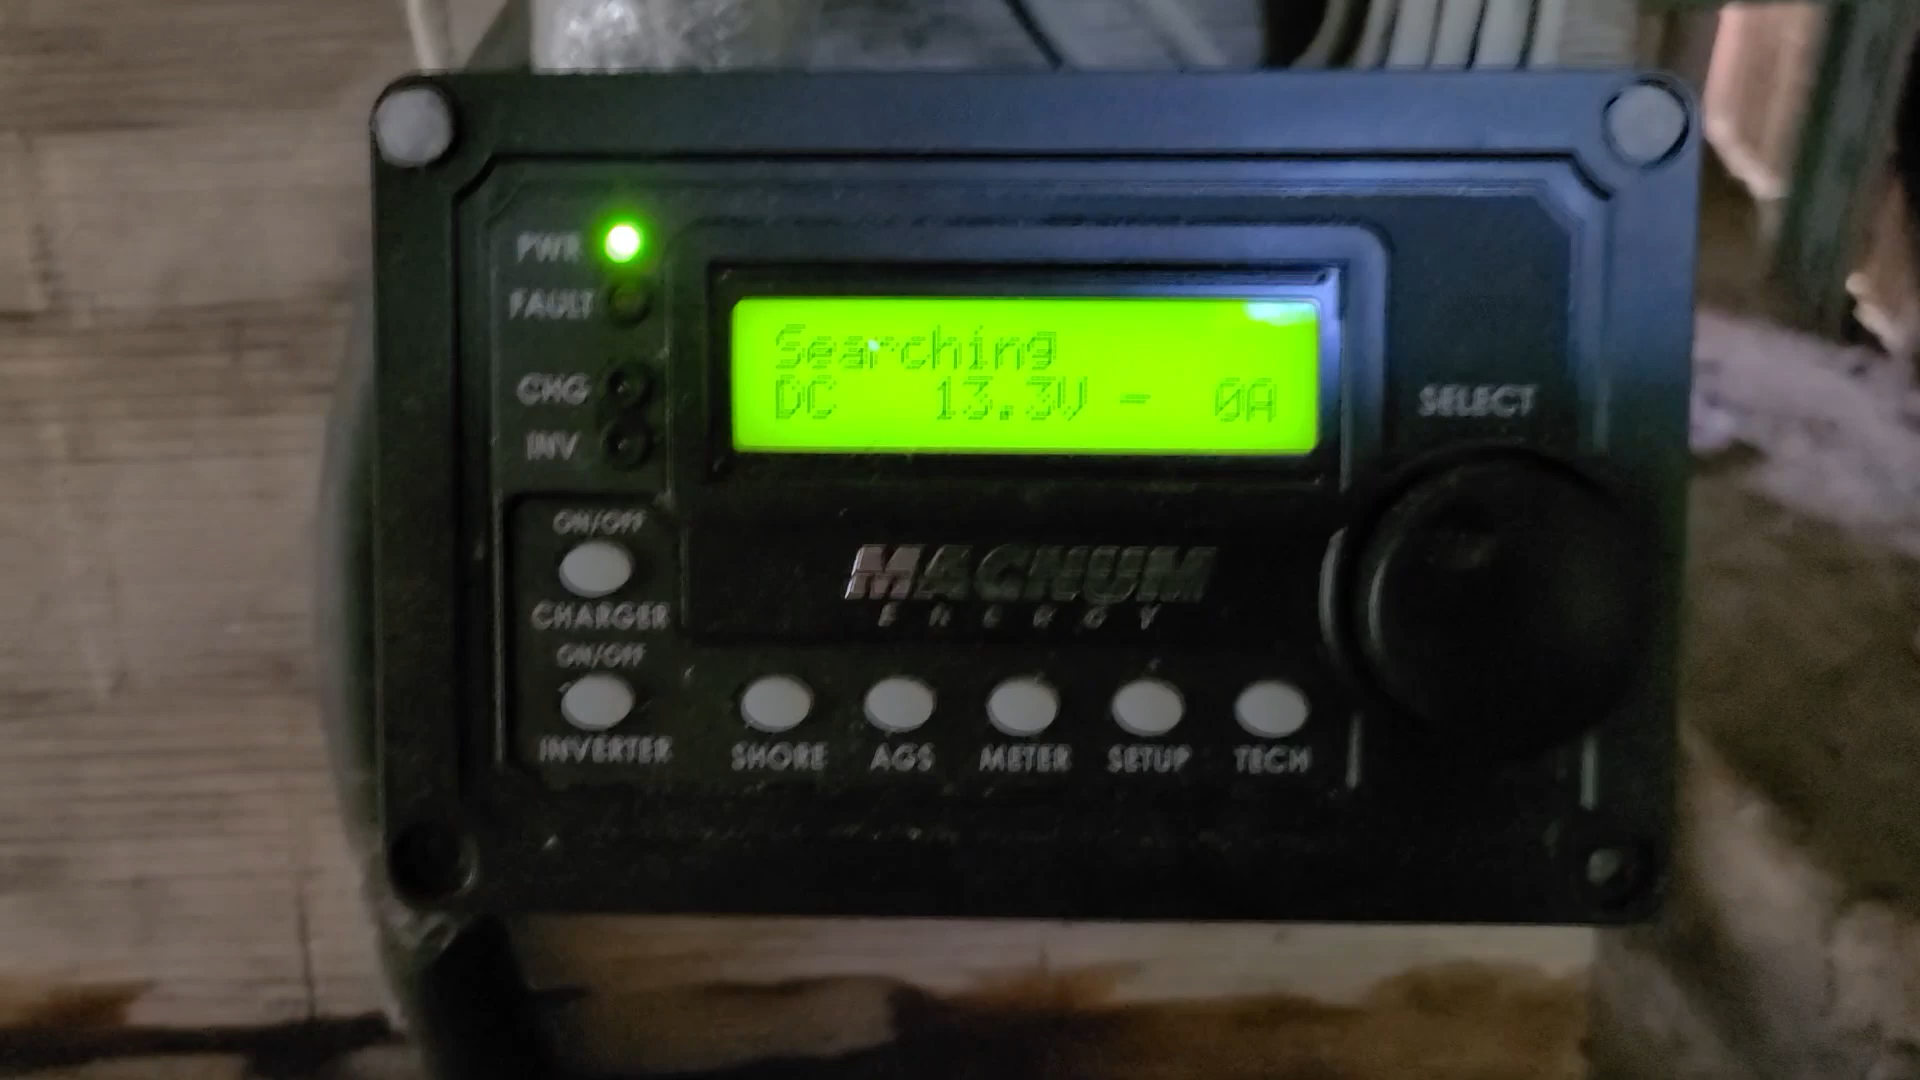 PWR
FAULT
CHG
INV
Searching
DC 13.3V - 0A
SELECT
ON/OFF
CHARGER
ON/OFF
INVERTER
MAGNUM
ENERGY
SHORE
AGS
METER
SETUP
TECH